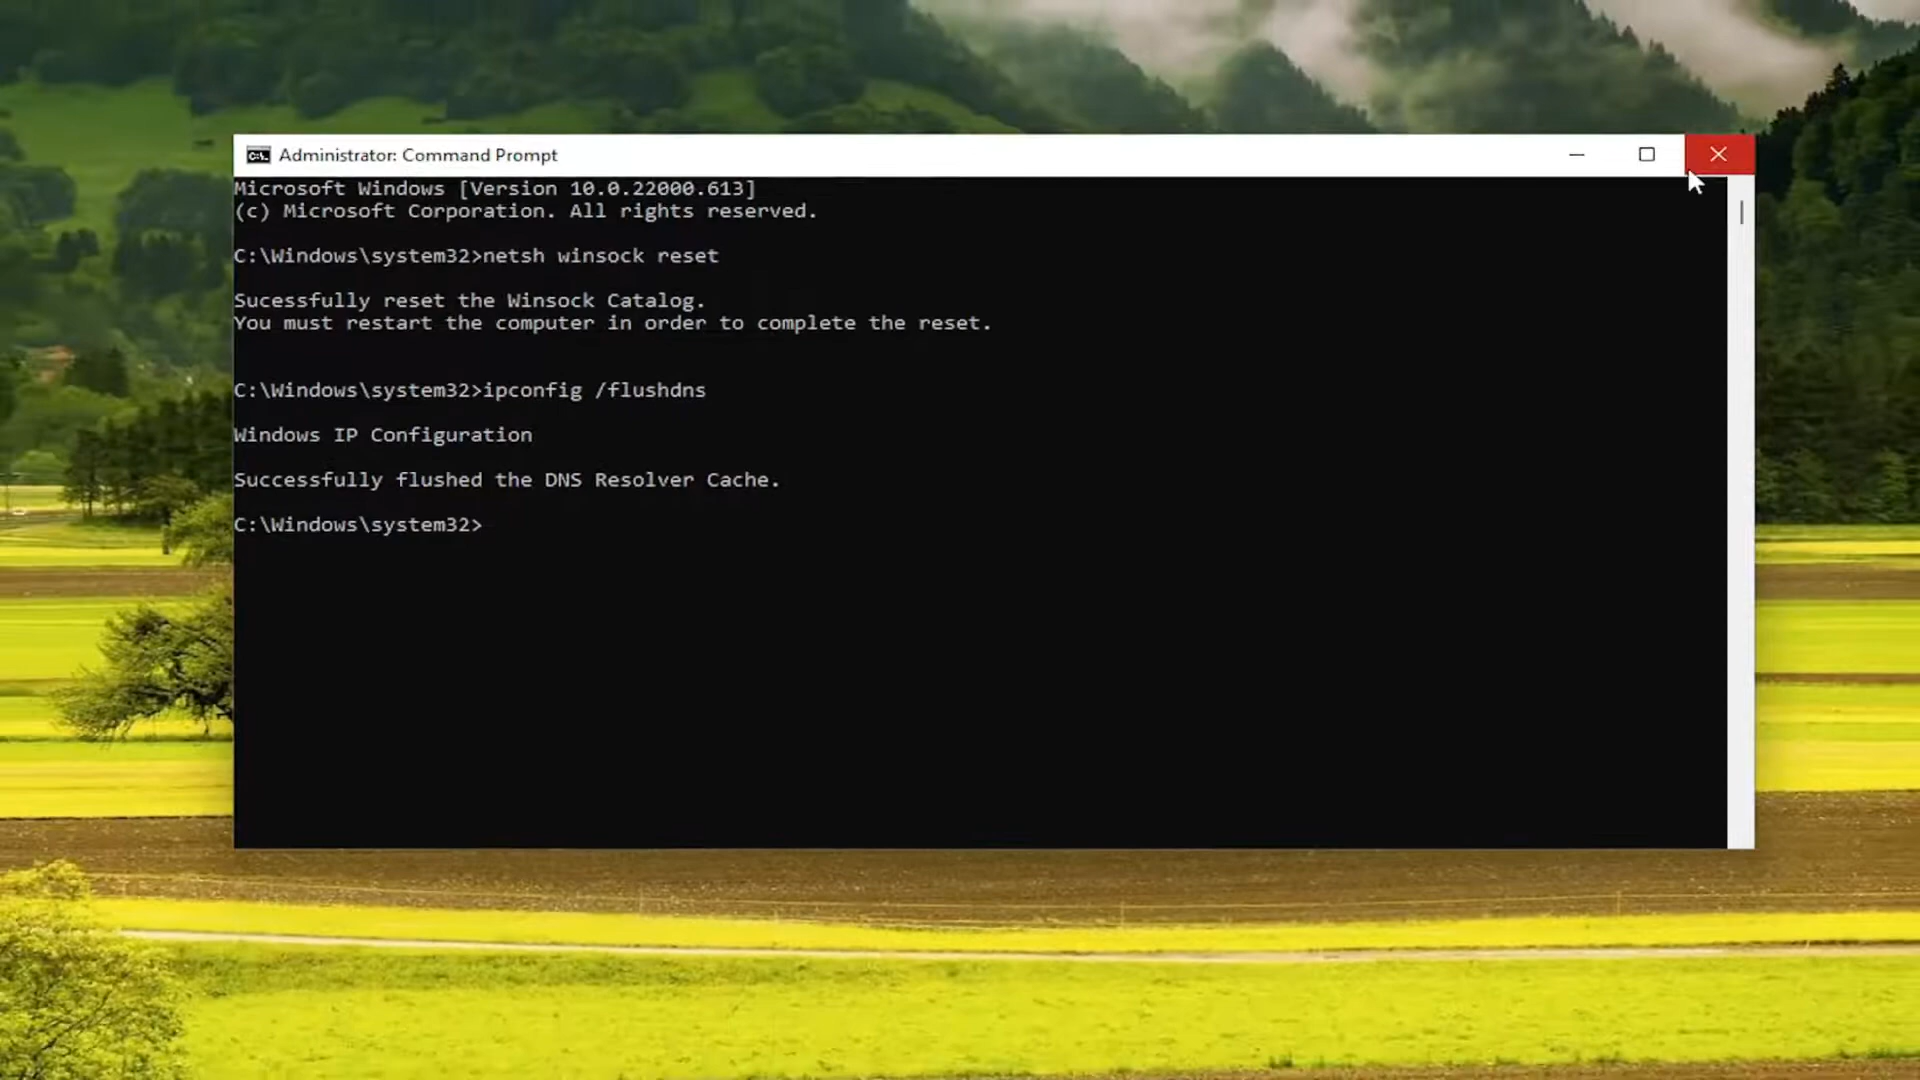 Administrator: Command Prompt
Microsoft Windows [Version 10.0.22000.613]
(c) Microsoft Corporation. All rights reserved.
C:\Windows\system32>netsh winsock reset
Sucessfully reset the Winsock Catalog.
You must restart the computer in order to complete the reset.
C:\Windows\system32>ipconfig /flushdns
Windows IP Configuration
Successfully flushed the DNS Resolver Cache.
C:\Windows\system32>